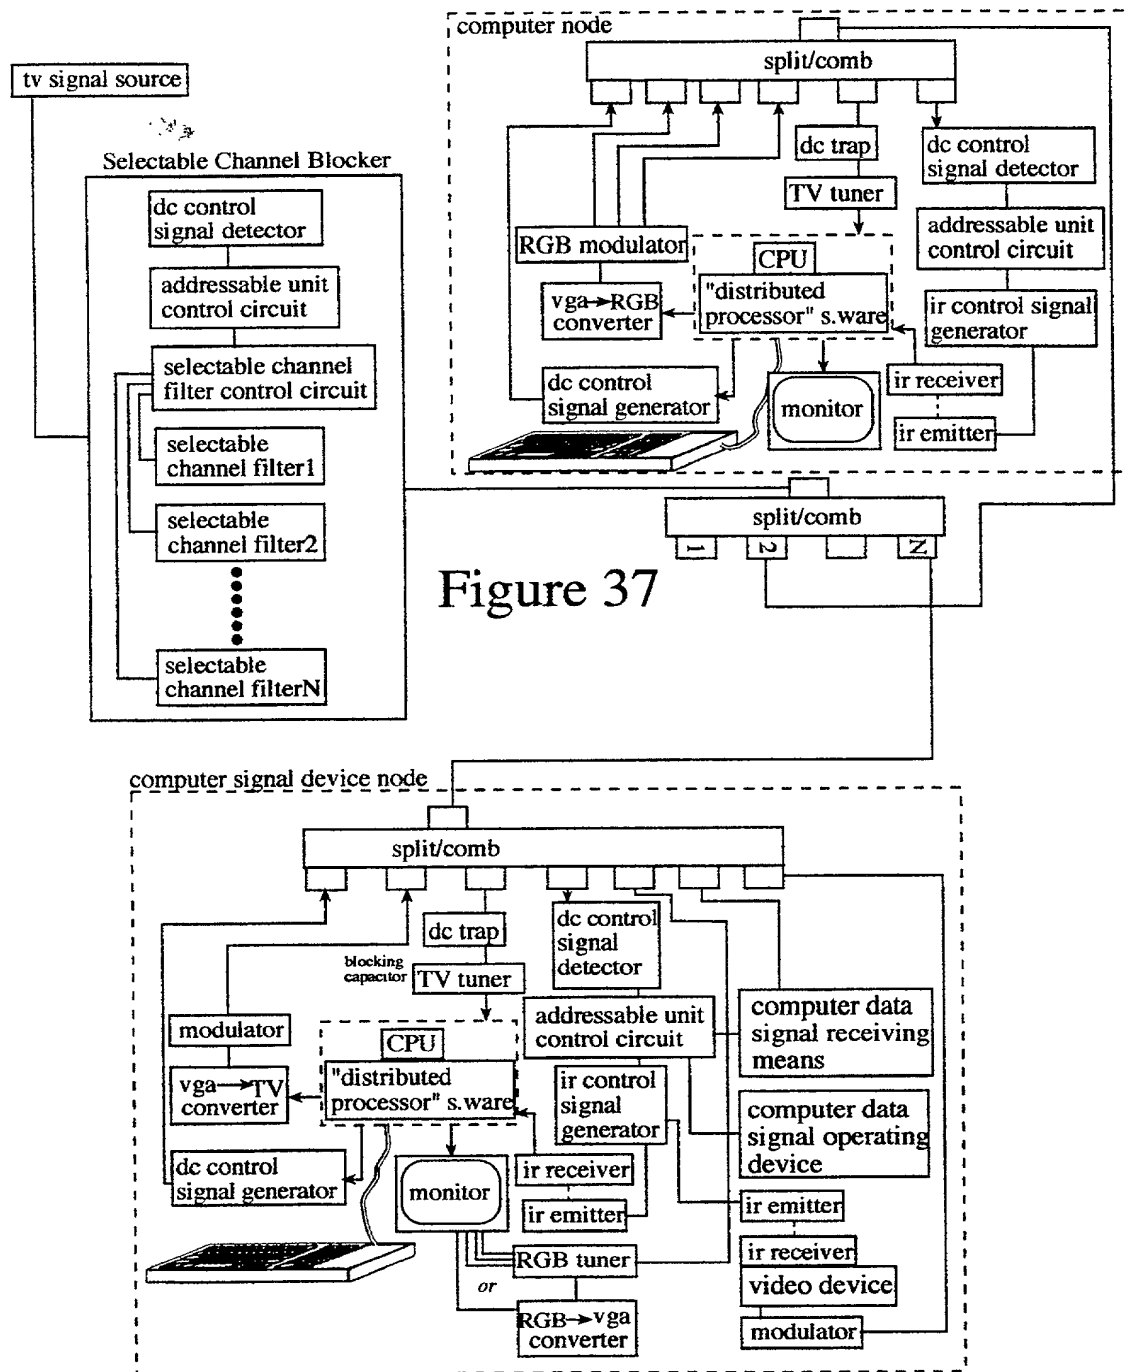 computer node
split/comb
tv signal source
dc trap
dc control
signal detector
TV tuner
Selectable Channel Blocker
dc control
signal detector
addressable unit
control circuit
selectable channel
filter control circuit
selectable
channel filter1
selectable
channel filter2
selectable
channel filterN
RGB modulator
CPU
addressable unit
control circuit
vga→RGB
converter
"distributed
processor" s.ware
ir control signal
generator
dc control
signal generator
monitor
ir receiver
ir emitter
split/comb
1
2
N
Figure 37
computer signal device node
split/comb
dc trap
blocking
capacitor
TV tuner
dc control
signal
detector
modulator
CPU
addressable unit
control circuit
computer data
signal receiving
means
vga→TV
converter
"distributed
processor" s.ware
ir control
signal
generator
computer data
signal operating
device
dc control
signal generator
monitor
ir receiver
ir emitter
ir emitter
RGB tuner
ir receiver
video device
or
RGB→vga
converter
modulator